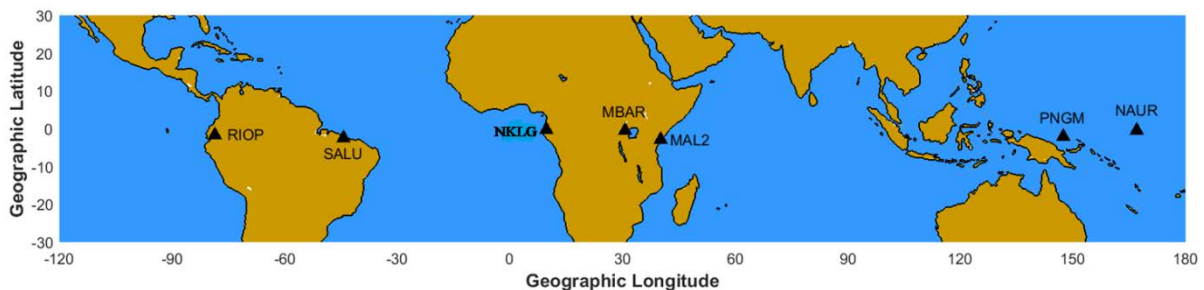 Geographic Latitude
30
20
10
0
-10
-20
-30
RIOP
SALU
NKLG
MBAR
MAL2
PNGM
NAUR
-120
-90
-60
-30
0
30
60
90
120
150
180
Geographic Longitude